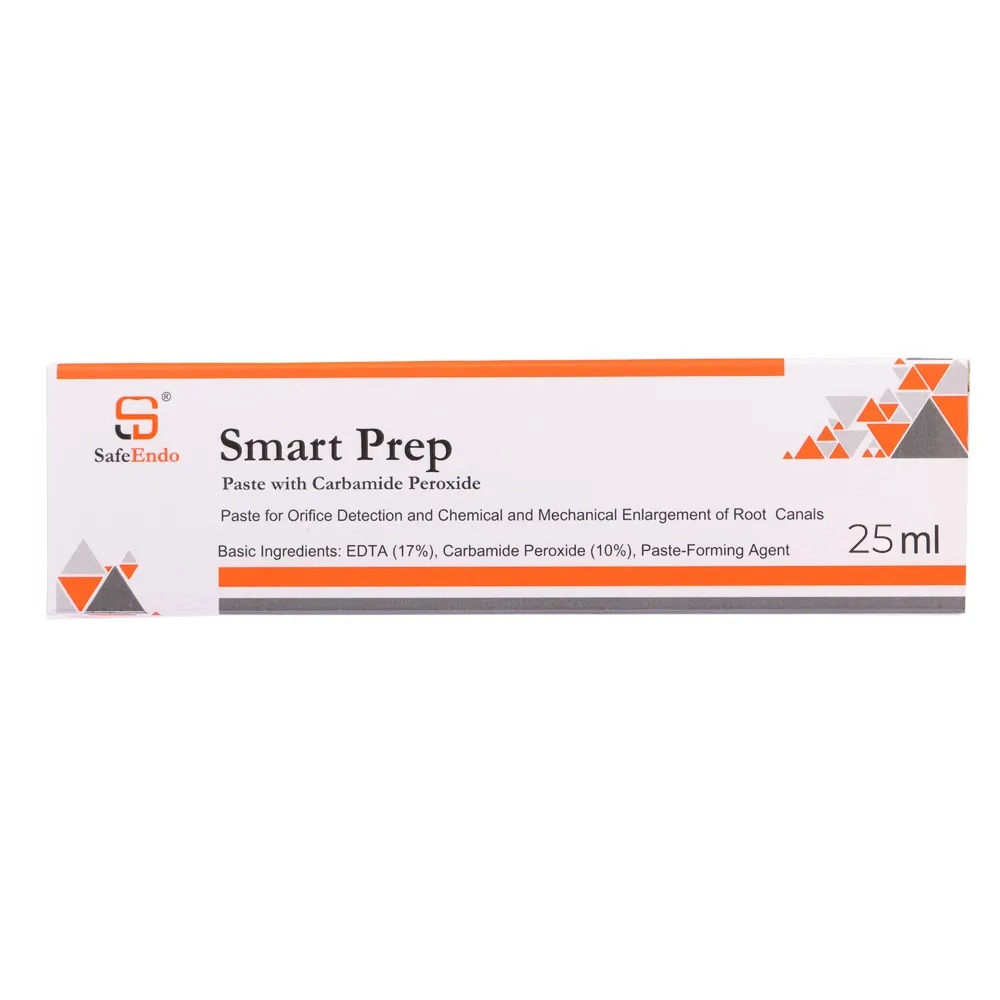 ®
SafeEndo
Smart Prep
Paste with Carbamide Peroxide
Paste for Orifice Detection and Chemical and Mechanical Enlargement of Root Canals
Basic Ingredients: EDTA (17%), Carbamide Peroxide (10%), Paste-Forming Agent
25ml